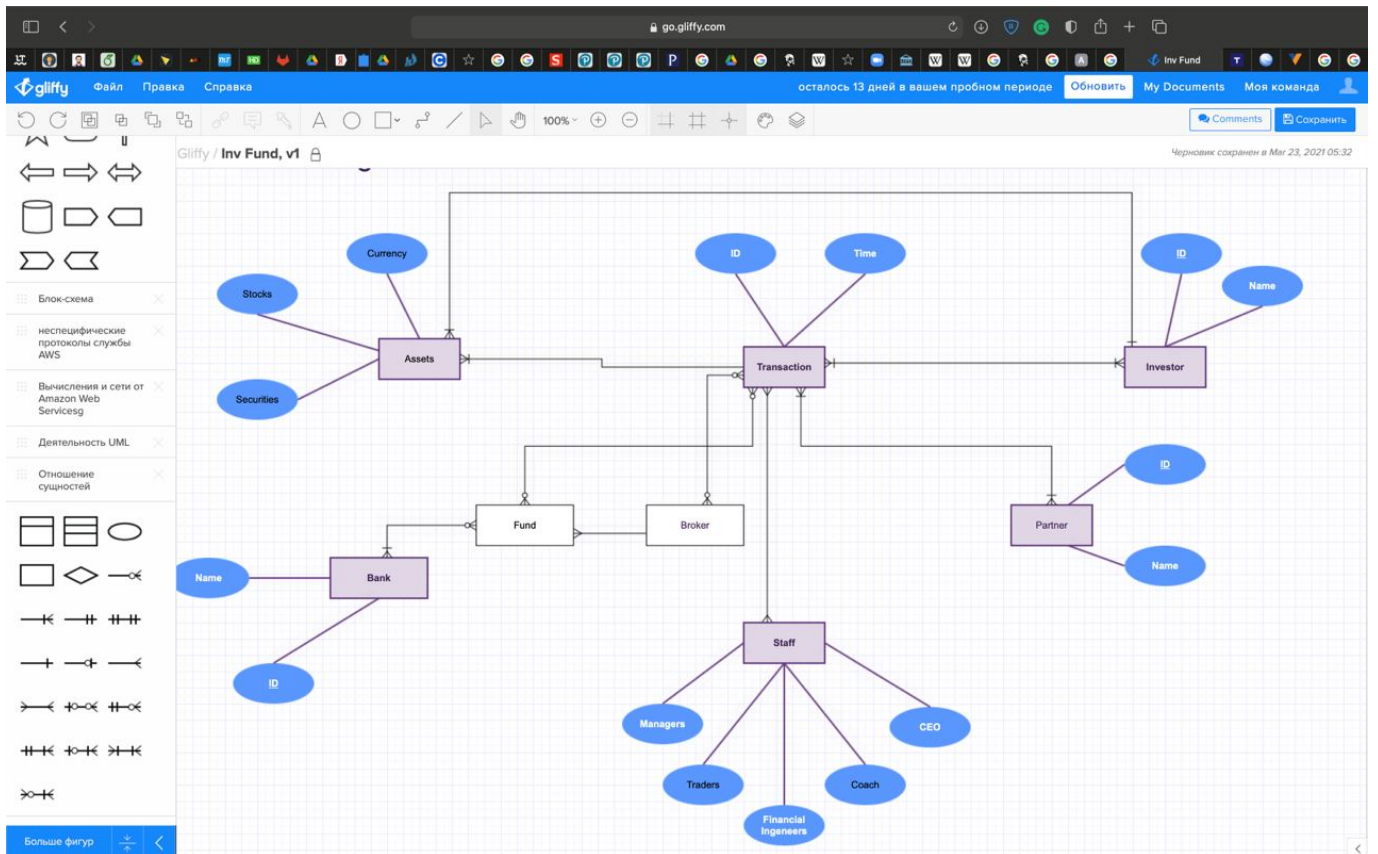 go.gliffy.com
Inv Fund
gliffy
Файл Правка Справка
осталось 13 дней в вашем пробном периоде
Обновить
My Documents
Моя команда
100%
Comments
Сохранить
Gliffy / Inv Fund, v1
Черновик сохранен в Mar 23, 2021 05:32
Блок-схема
неспецифические
протоколы службы
AWS
Вычисления и сети от
Amazon Web
Servicesg
Деятельность UML
Отношение
сущностей
Больше фигур
Currency
Stocks
Securities
Assets
ID
Time
Transaction
ID
Name
Investor
Fund
Broker
ID
Partner
Name
Name
Bank
ID
Staff
Managers
CEO
Traders
Coach
Financial
Ingeneers